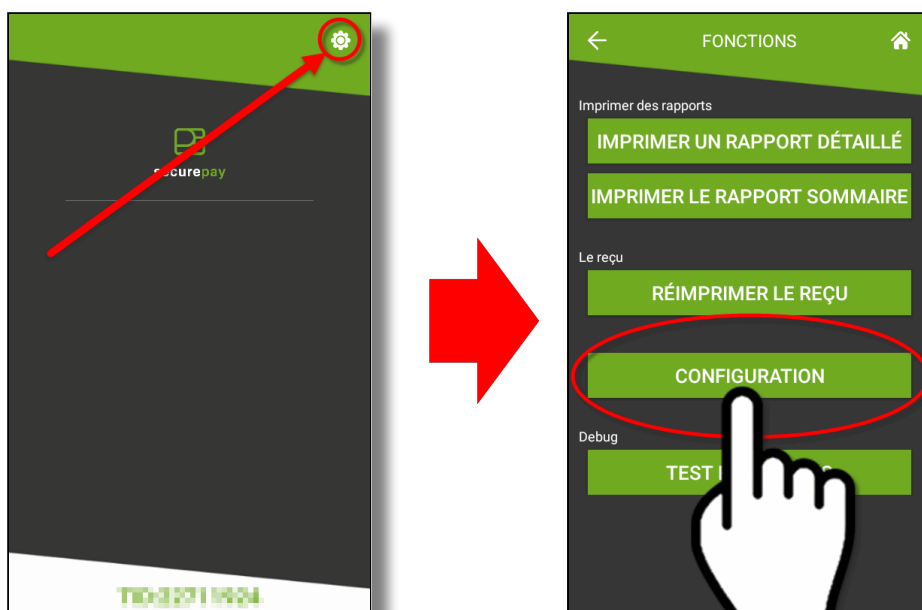 securepay
FONCTIONS
Imprimer des rapports
IMPRIMER UN RAPPORT DÉTAILLÉ
IMPRIMER LE RAPPORT SOMMAIRE
Le reçu
RÉIMPRIMER LE REÇU
CONFIGURATION
Debug
TEST